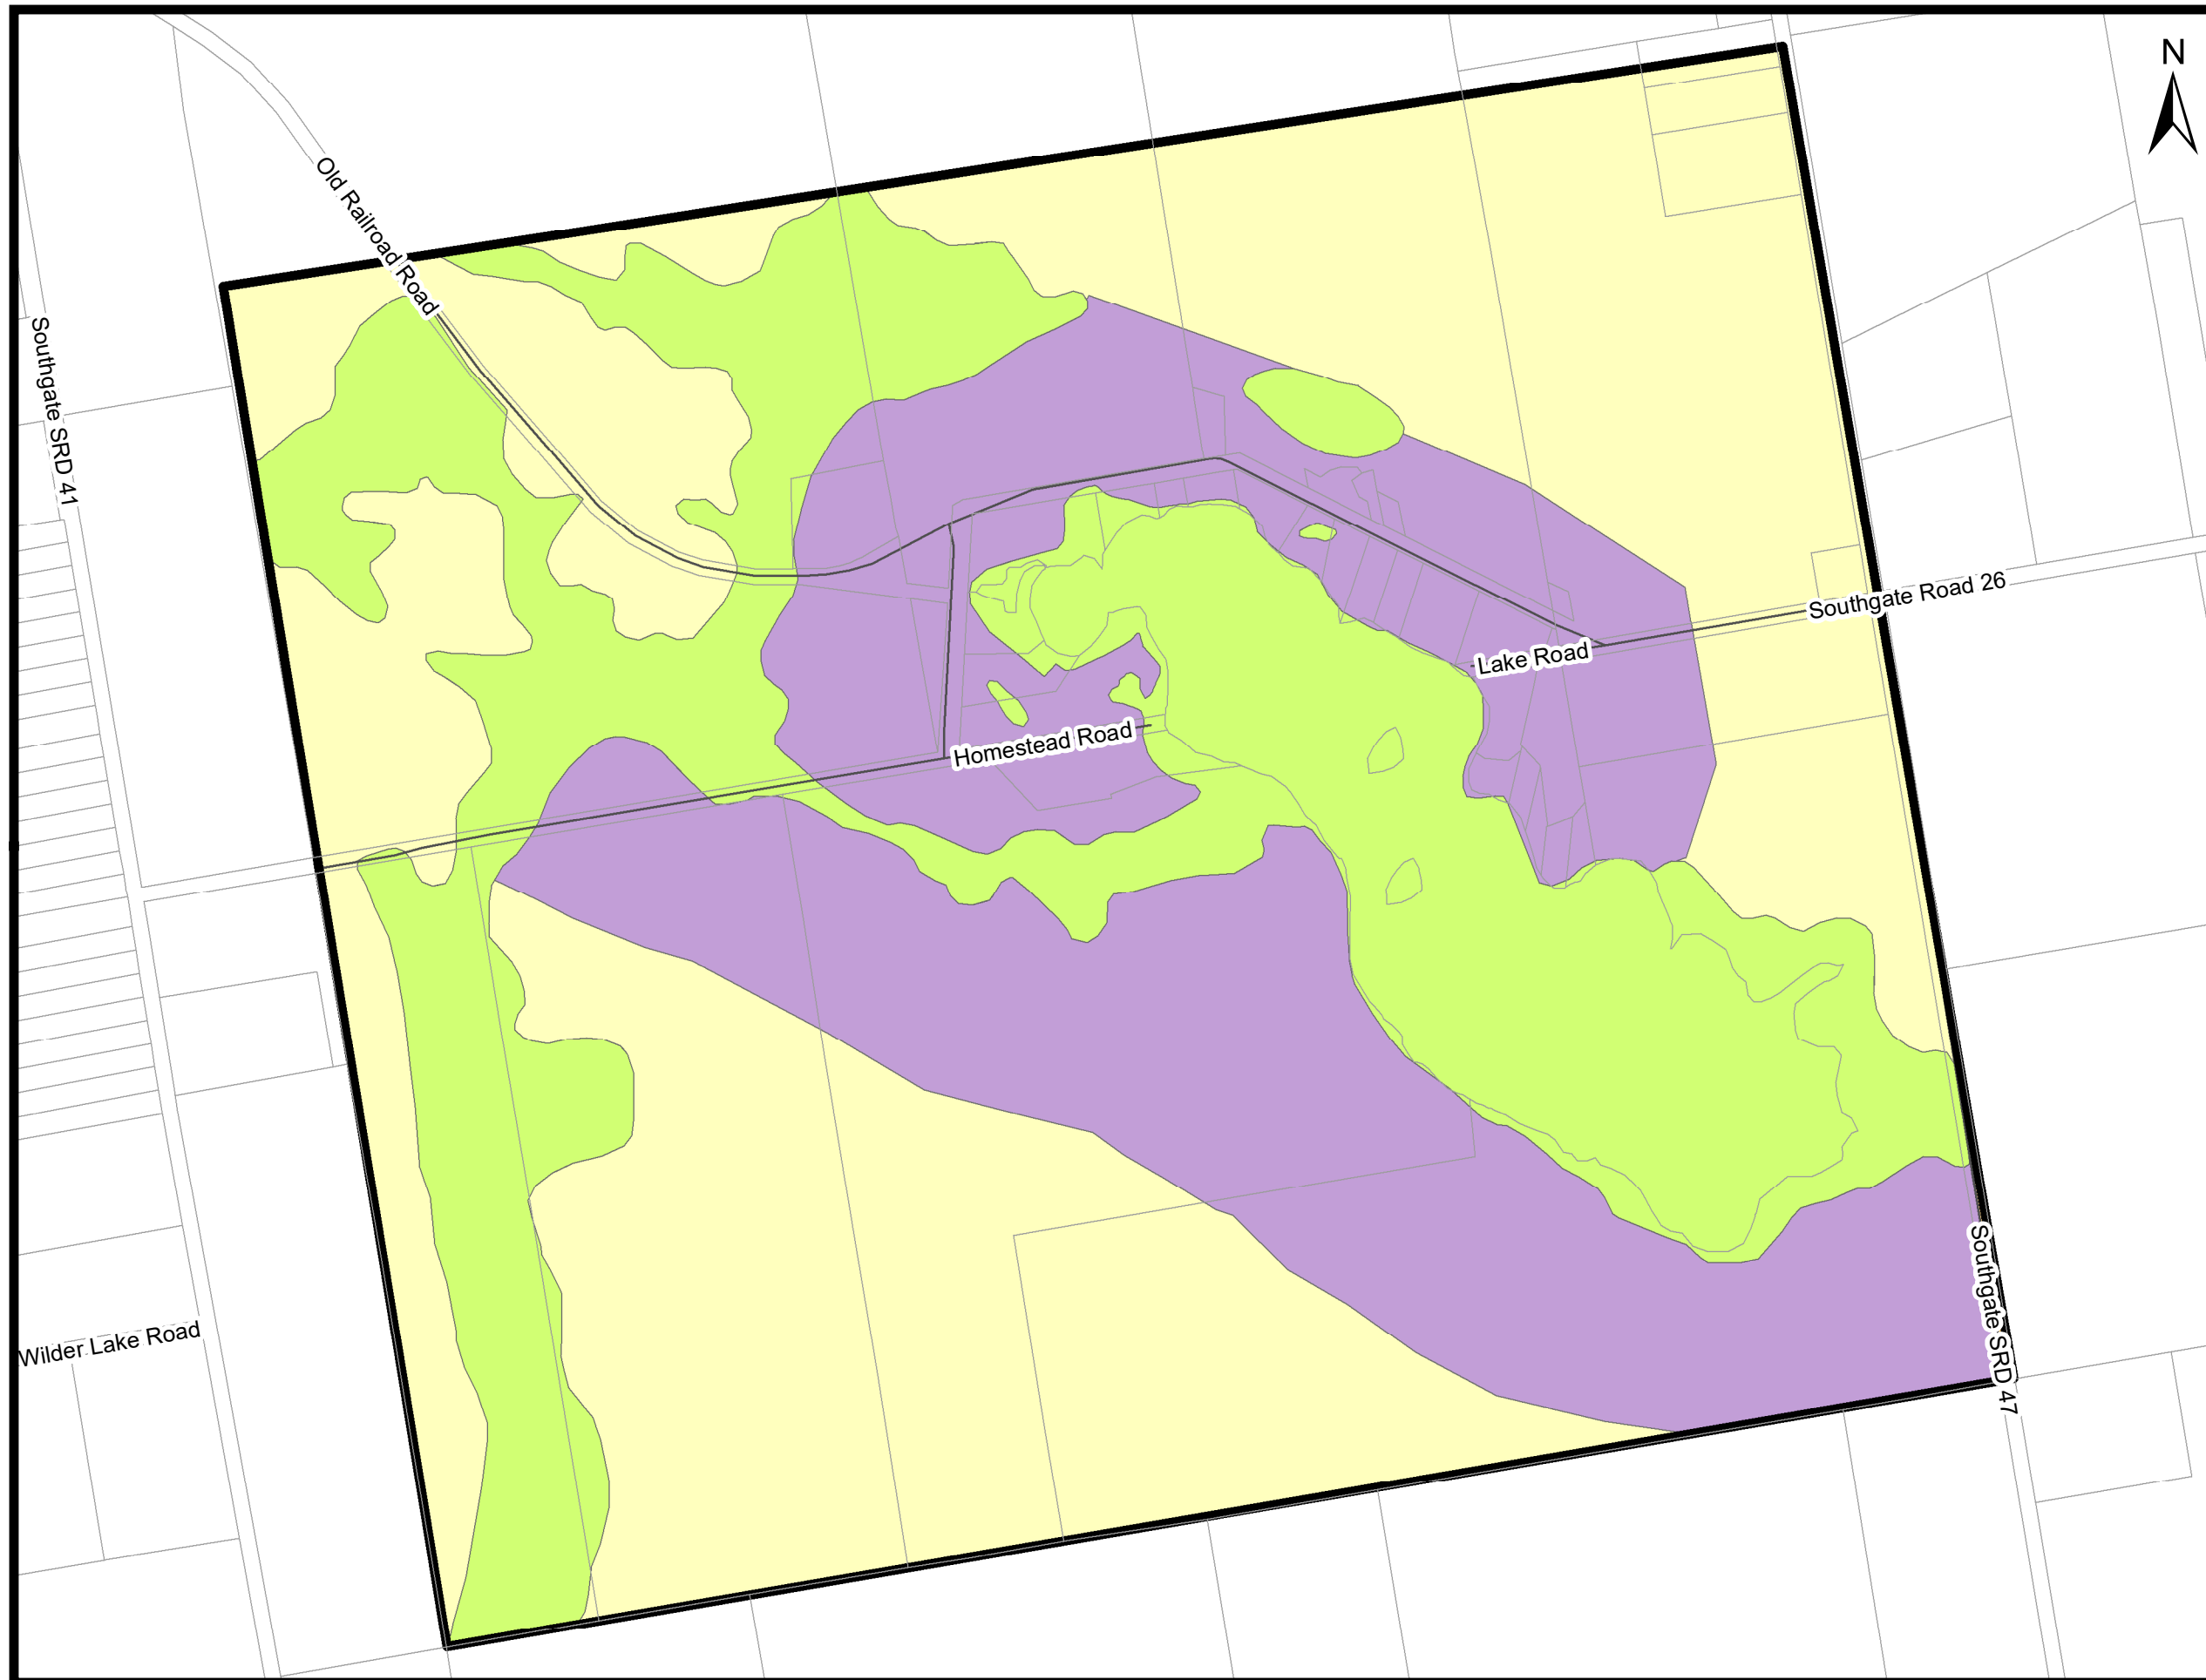 N
Old Railroad Road
Southgate SRD 41
Southgate Road 26
Lake Road
Homestead Road
Southgate SRD 47
Wilder Lake Road